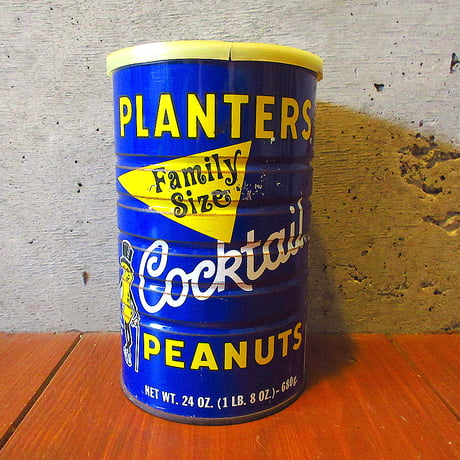 PLANTERS
Family
Size
Cocktail
PEANUTS
NET WT. 24 OZ. (1 LB. 8 OZ.)- 680g.